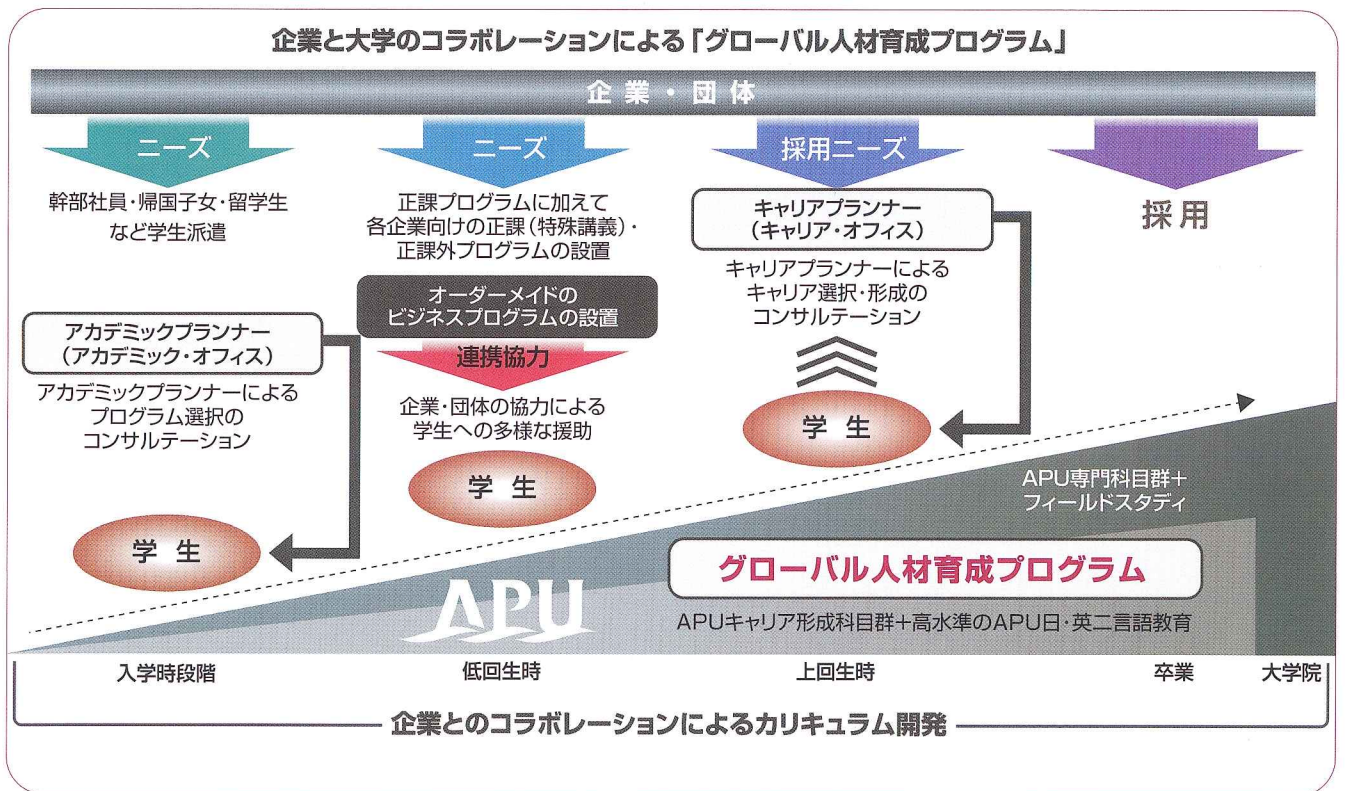 企業と大学のコラボレーションによる「グローバル人材育成プログラム」
企業・団体
ニーズ
幹部社員・帰国子女・留学生
など学生派遣
アカデミックプランナー
(アカデミック・オフィス)
アカデミックプランナーによる
プログラム選択の
コンサルテーション
学生
ニーズ
正課プログラムに加えて
各企業向けの正課(特殊講義)・
正課外プログラムの設置
オーダーメイドの
ビジネスプログラムの設置
連携協力
企業・団体の協力による
学生への多様な援助
学生
採用ニーズ
キャリアプランナー
(キャリア・オフィス)
キャリアプランナーによる
キャリア選択・形成の
コンサルテーション
学生
採用
APU専門科目群+
フィールドスタディ
APU
グローバル人材育成プログラム
APUキャリア形成科目群+高水準のAPU日・英二言語教育
入学時段階
低回生時
上回生時
卒業
大学院
企業とのコラボレーションによるカリキュラム開発